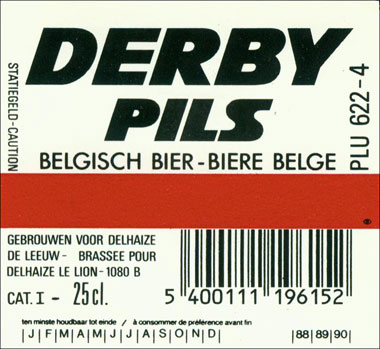 DERBY
PILS
BELGISCH BIER-BIERE BELGE
STATIEGELD-CAUTION
PLU 622-4
®
GEBROUWEN VOOR DELHAIZE
DE LEEUW- BRASSEE POUR
DELHAIZE LE LION-1080 B
CAT. I - 25cl.
5 400111 196152
ten minste houdbaar tot einde / à consommer de préférence avant fin
|J|F|M|A|M|J|J|A|S|O|N|D| |88|89|90|